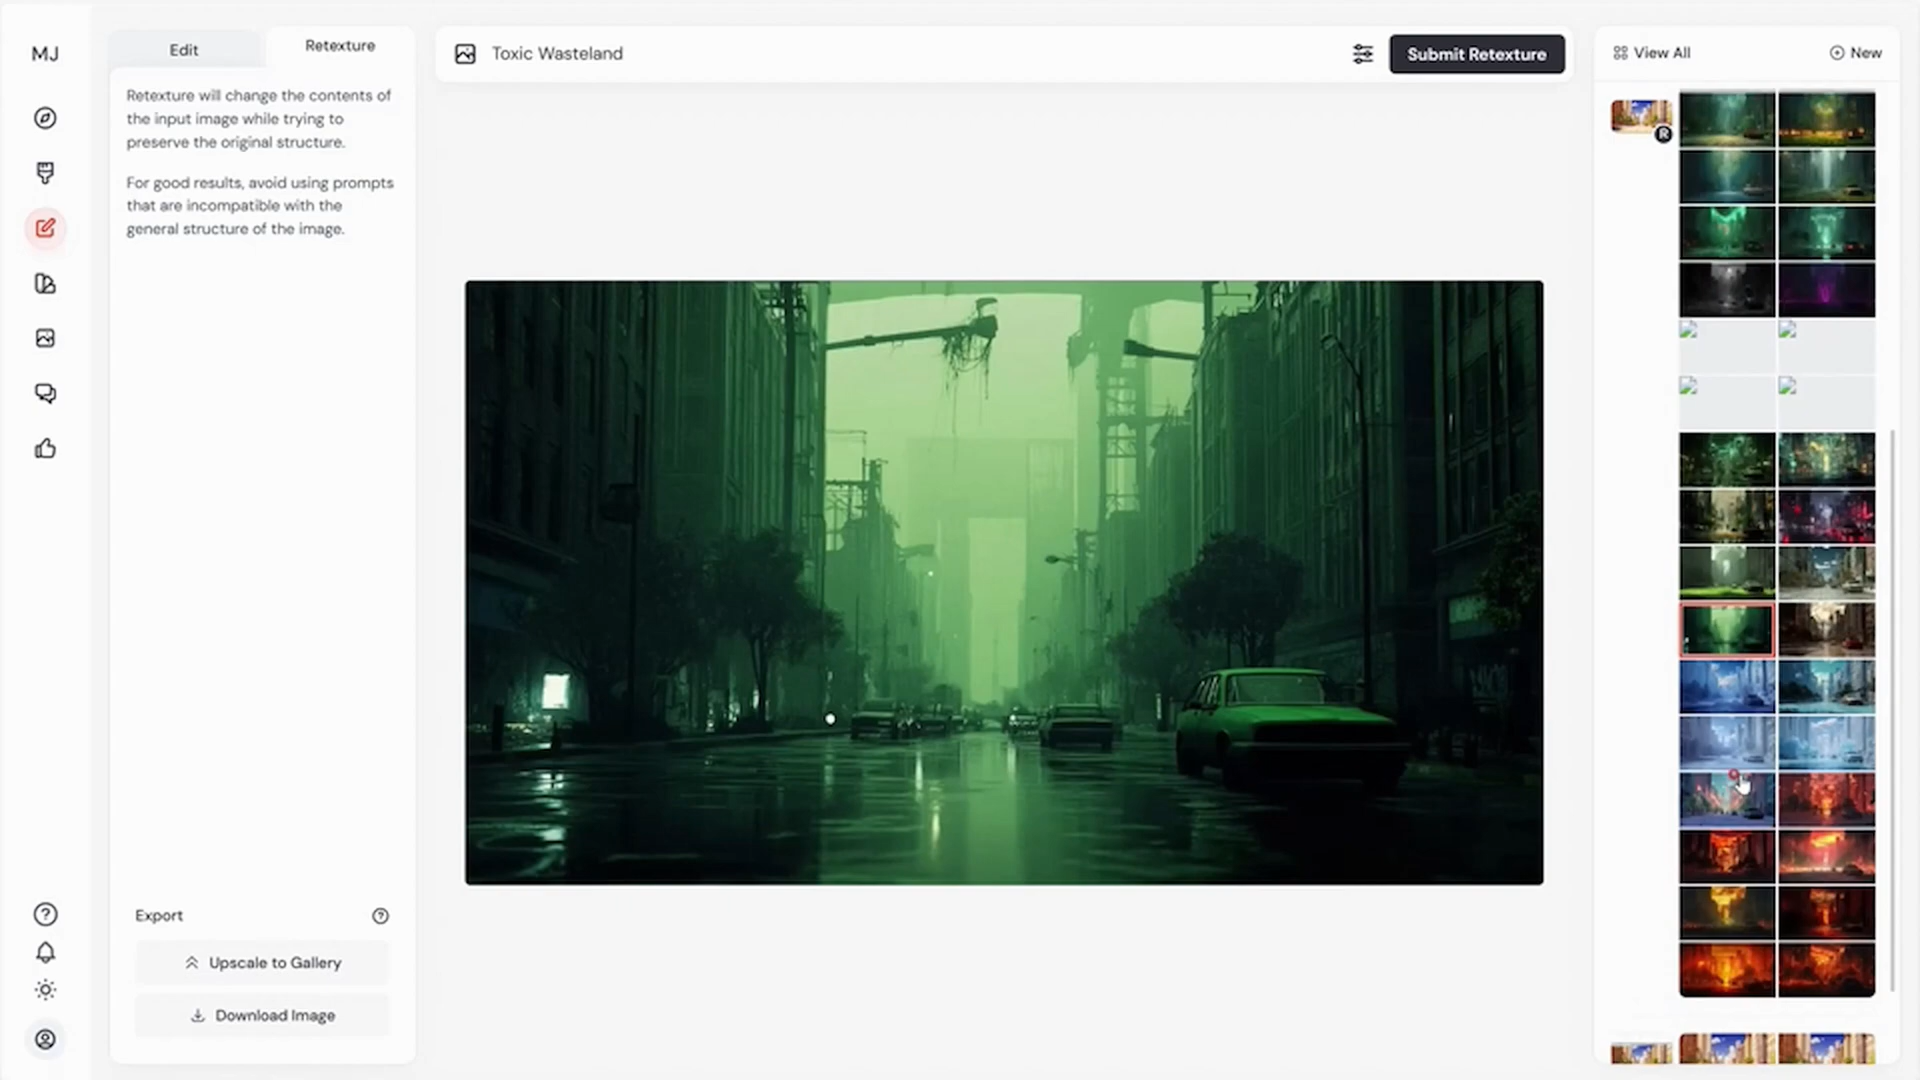 MJ
Edit
Retexture
Retexture will change the contents of
the input image while trying to
preserve the original structure.
For good results, avoid using prompts
that are incompatible with the
general structure of the image.
Export
Upscale to Gallery
Download Image
Toxic Wasteland
Submit Retexture
View All
New
R